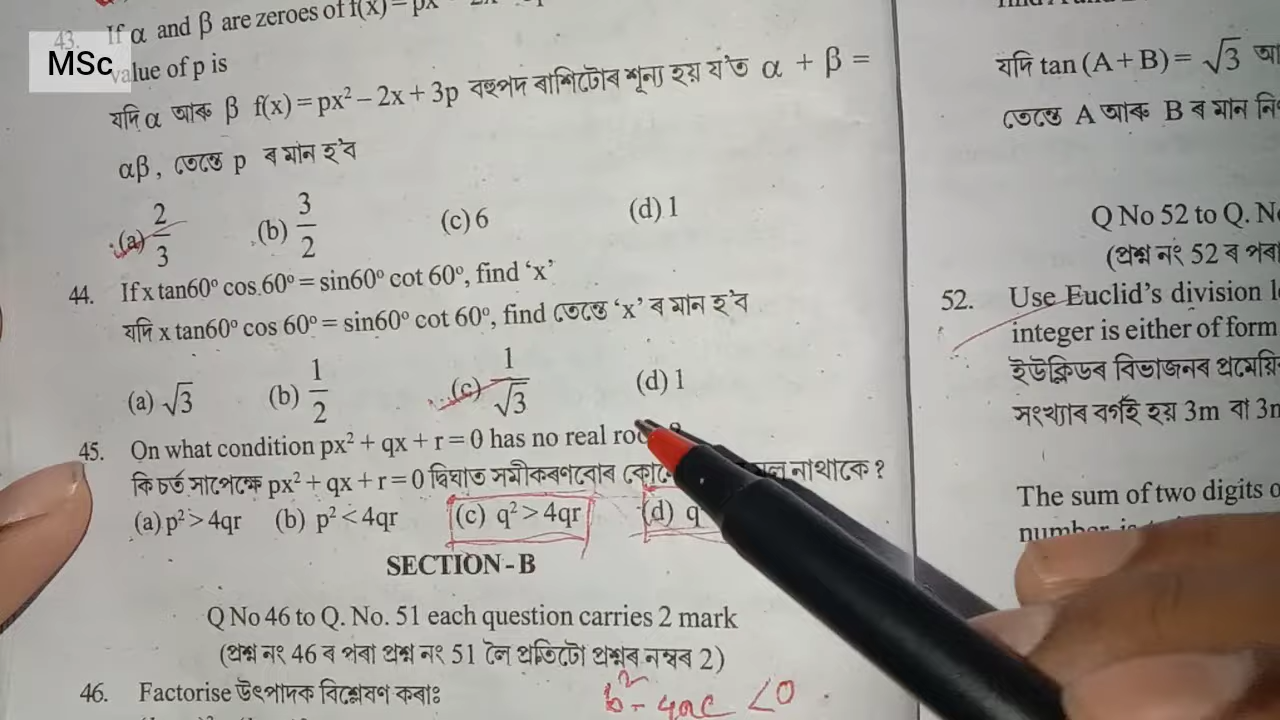 MSc
43. If α and β are zeroes of f(x) =
value of p is
যদি α আৰু β f(x) = px² – 2x + 3p বহুপদ ৰাশিটোৰ শূন্য হয় য'ত α + β =
αβ, তেন্তে p ৰ মান হ'ব
(a) 2/3 (b) 3/2 (c) 6 (d) 1
44. If x tan60° cos 60° = sin60° cot 60°, find ‘x’
যদি x tan60° cos 60° = sin60° cot 60°, find তেন্তে ‘x’ ৰ মান হ'ব
(a) √3 (b) 1/2 (c) 1/√3 (d) 1
45. On what condition px² + qx + r = 0 has no real
কি চৰ্ত সাপেক্ষে px² + qx + r = 0 দ্বিঘাত সমীকৰণবোৰ নাথাকে ?
(a) p² > 4qr (b) p² < 4qr (c) q² > 4qr (d) q
SECTION - B
Q No 46 to Q. No. 51 each question carries 2 mark
(প্ৰশ্ন নং 46 ৰ পৰা প্ৰশ্ন নং 51 লৈ প্ৰতিটো প্ৰশ্নৰ নম্বৰ 2)
46. Factorise উৎপাদক বিশ্লেষণ কৰাঃ
b² – 4ac < 0
যদি tan (A + B) = √3
তেন্তে A আৰু B ৰ মান
Q No 52 to Q.
(প্ৰশ্ন নং 52 ৰ পৰা
52. Use Euclid’s division
integer is either of form
ইউক্লিডৰ বিভাজনৰ
সংখ্যাৰ বৰ্গই হয় 3m বা
The sum of two digits
number